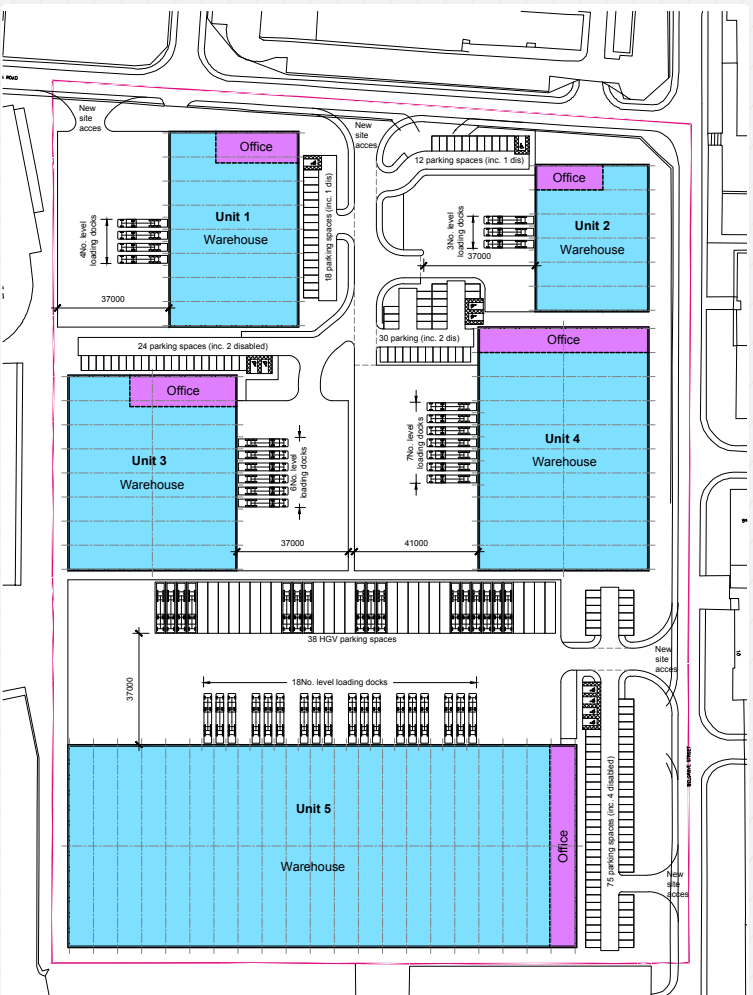 ROAD
New
site
acces
Office
Unit 1
Warehouse
4No. level
loading docks
18 parking spaces (inc. 1 dis)
37000
New
site
acces
12 parking spaces (inc. 1 dis)
Office
Unit 2
Warehouse
3No. level
loading docks
37000
24 parking spaces (inc. 2 disabled)
30 parking (inc. 2 dis)
Office
Unit 3
Warehouse
6No. level
loading docks
37000
Office
Unit 4
Warehouse
7No. level
loading docks
41000
38 HGV parking spaces
37000
18No. level loading docks
New
site
acces
Unit 5
Warehouse
Office
75 parking spaces (inc. 4 disabled)
BELGRAVE STREET
New
site
acces